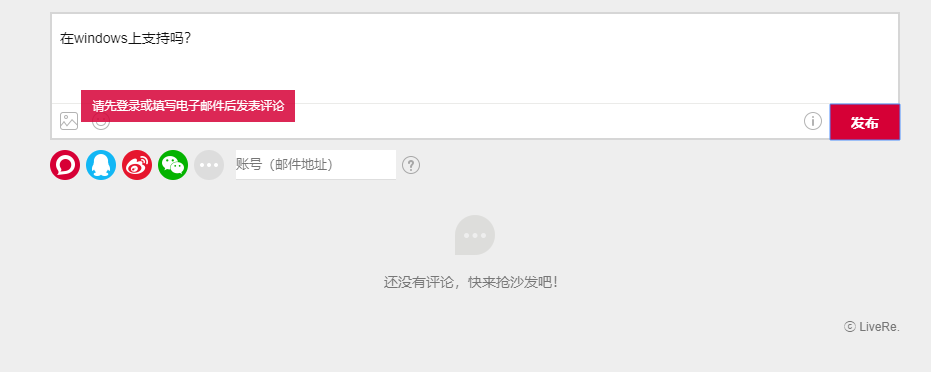 在windows上支持吗?
请先登录或填写电子邮件后发表评论
发布
账号（邮件地址）
还没有评论，快来抢沙发吧！
ⓒ LiveRe.